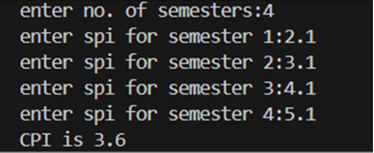 enter no. of semesters:4
enter spi for semester 1:2.1
enter spi for semester 2:3.1
enter spi for semester 3:4.1
enter spi for semester 4:5.1
CPI is 3.6